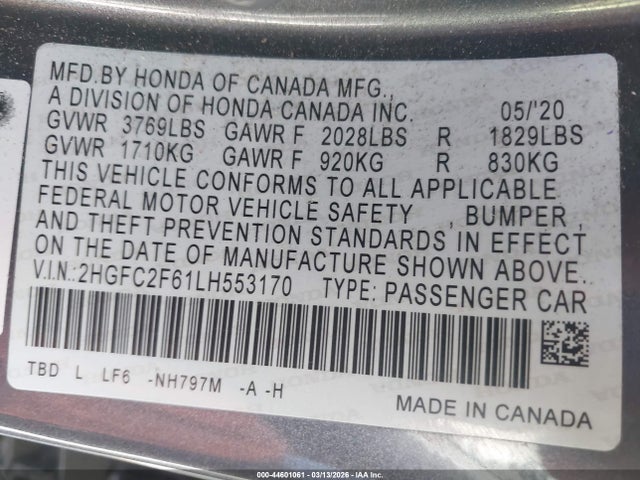 MFD.BY HONDA OF CANADA MFG.,
A DIVISION OF HONDA CANADA INC. 05/'20
GVWR 3769LBS GAWR F 2028LBS R 1829LBS
GVWR 1710KG GAWR F 920KG R 830KG
THIS VEHICLE CONFORMS TO ALL APPLICABLE
FEDERAL MOTOR VEHICLE SAFETY , BUMPER ,
AND THEFT PREVENTION STANDARDS IN EFFECT
ON THE DATE OF MANUFACTURE SHOWN ABOVE.
V.I.N.:2HGFC2F61LH553170 TYPE: PASSENGER CAR
TBD L LF6 -NH797M -A -H
MADE IN CANADA
000-44601061 - 03/13/2026 - IAA Corp.